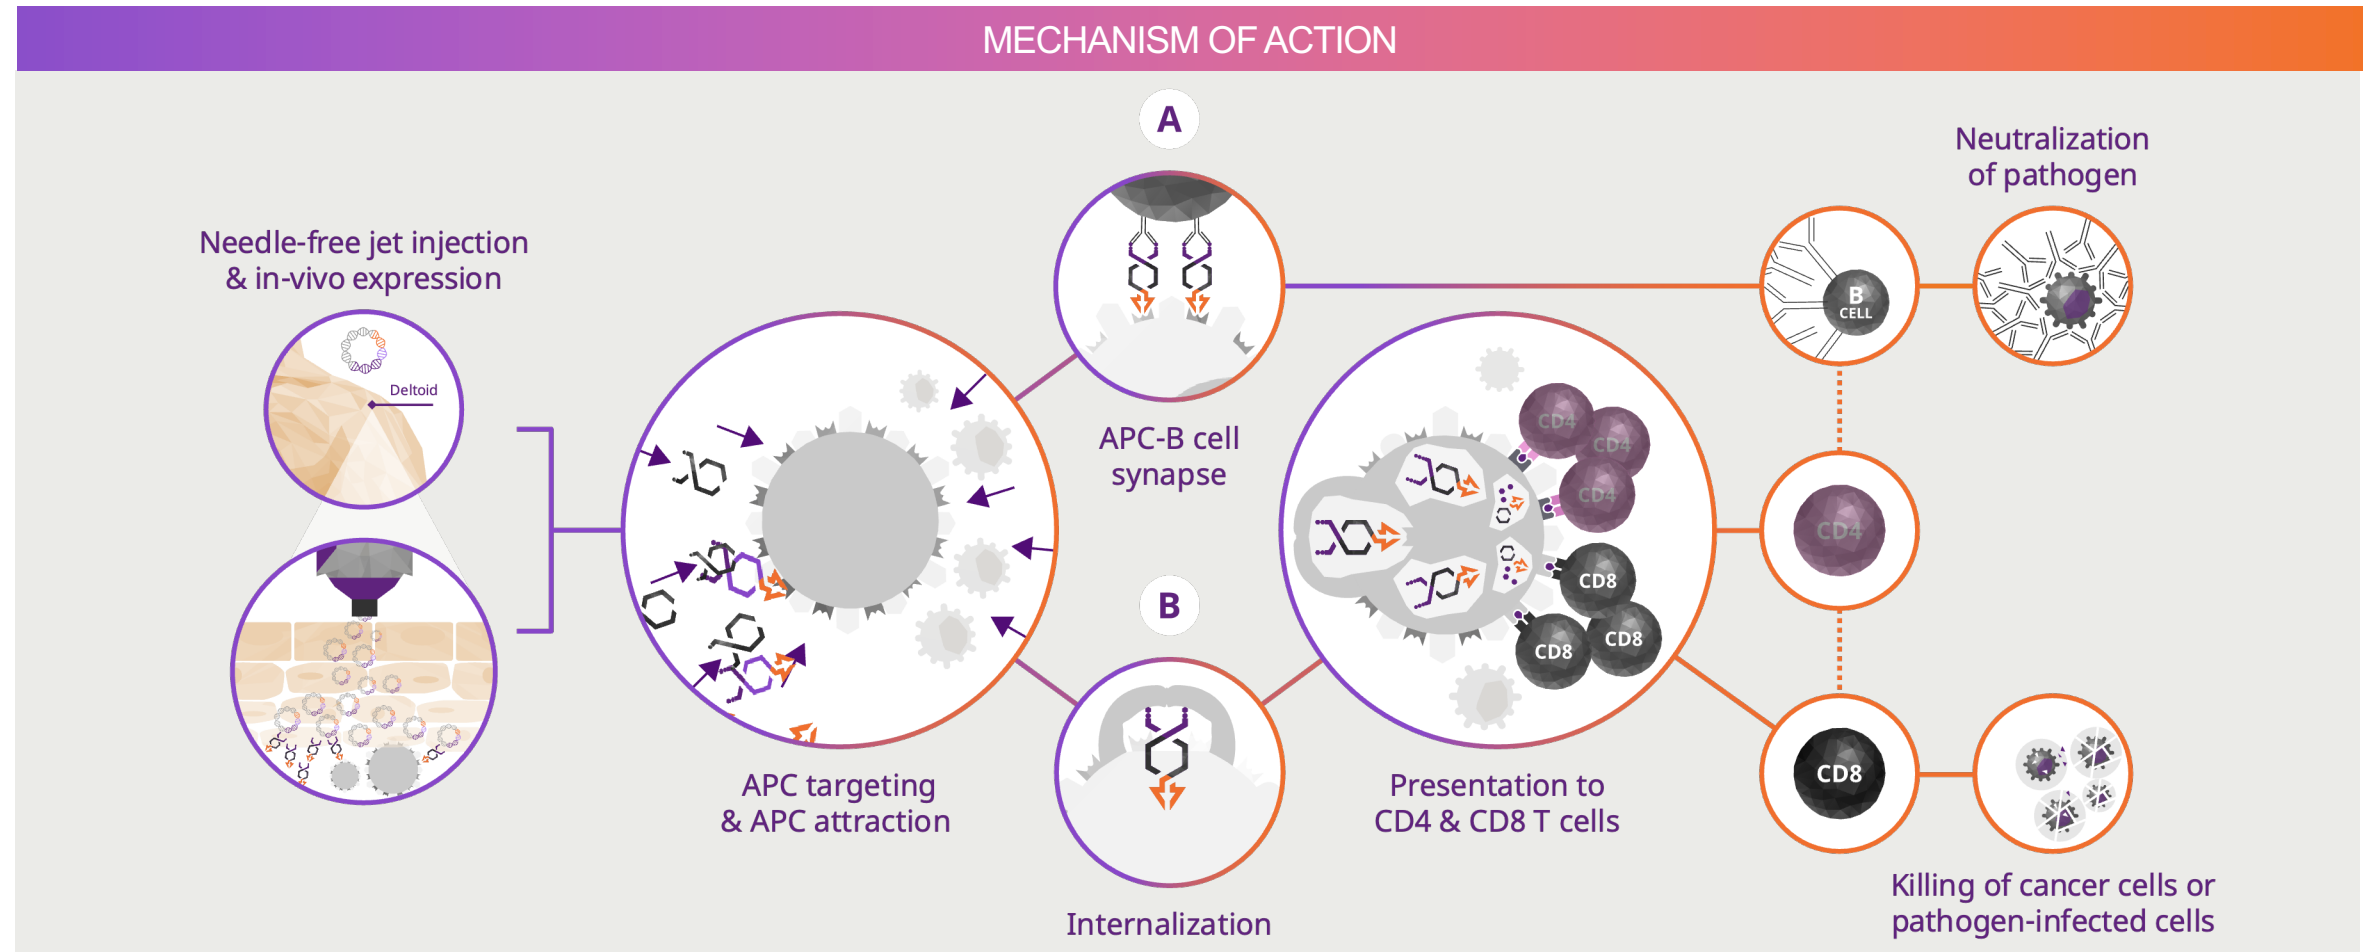 MECHANISM OF ACTION
A
Neutralization
of pathogen
Needle-free jet injection
& in-vivo expression
Deltoid
B
CELL
APC-B cell
synapse
CD4
CD4
CD4
CD4
CD8
CD8
CD8
B
CD8
APC targeting
& APC attraction
Presentation to
CD4 & CD8 T cells
Internalization
Killing of cancer cells or
pathogen-infected cells